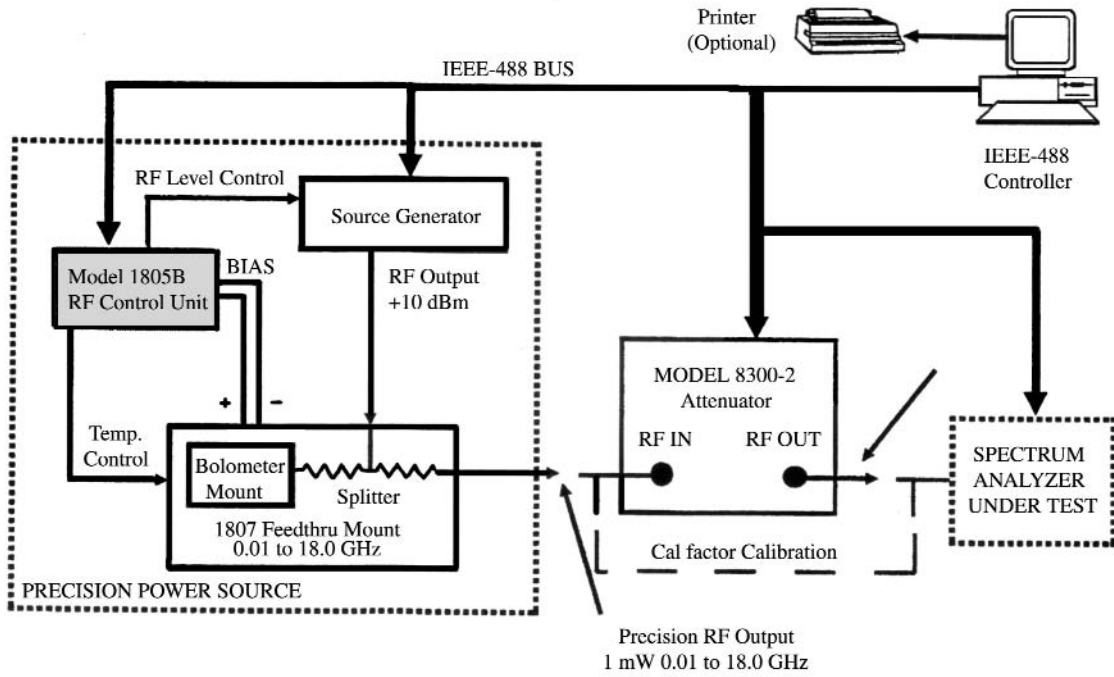 Printer
(Optional)
IEEE-488 BUS
IEEE-488
Controller
RF Level Control
Source Generator
Model 1805B
RF Control Unit
BIAS
RF Output
+10 dBm
MODEL 8300-2
Attenuator
RF IN
RF OUT
+
−
Temp.
Control
Bolometer
Mount
Splitter
1807 Feedthru Mount
0.01 to 18.0 GHz
SPECTRUM
ANALYZER
UNDER TEST
Cal factor Calibration
PRECISION POWER SOURCE
Precision RF Output
1 mW 0.01 to 18.0 GHz